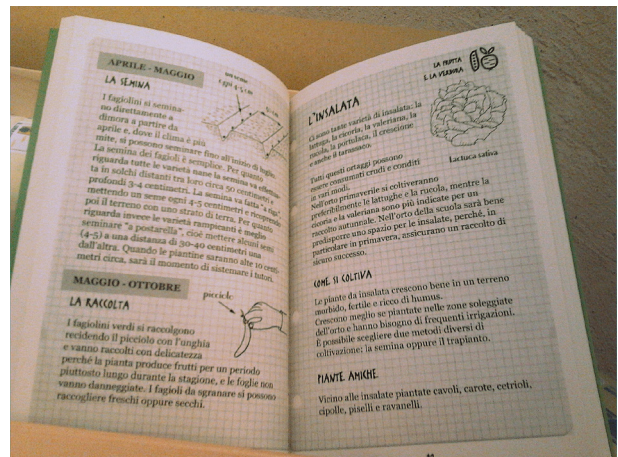 APRILE - MAGGIO
LA SEMINA
I fagiolini si semina-
no direttamente a
dimora a partire da
aprile e, dove il clima è più
mite, si possono seminare fino all'inizio di luglio.
La semina dei fagioli è semplice. Per quanto
riguarda tutte le varietà nane la semina va effettua-
ta in solchi distanti tra loro circa 50 centimetri e
profondi 3-4 centimetri. La semina va fatta "a riga",
mettendo un seme ogni 4-5 centimetri e ricoprendo
poi il terreno con uno strato di terra. Per quanto
riguarda invece le varietà rampicanti è meglio
seminare "a postarella", cioè mettere alcuni semi
(4-5) a una distanza di 30-40 centimetri una
dall'altra. Quando le piantine saranno alte 10 centi-
metri circa, sarà il momento di sistemare i tutori.
MAGGIO - OTTOBRE
LA RACCOLTA
picciolo
I fagiolini verdi si raccolgono
recidendo il picciolo con l'unghia
e vanno raccolti con delicatezza
perché la pianta produce frutti per un periodo
piuttosto lungo durante la stagione, e le foglie non
vanno danneggiate. I fagioli da sgranare si possono
raccogliere freschi oppure secchi.
LA FRUTTA
E LA VERDURA
L'INSALATA
Ci sono tante varietà di insalata: la
lattuga, la cicoria, la valeriana, la
rucola, la portulaca, il crescione
e anche il tarassaco.
Tutti questi ortaggi possono
essere consumati crudi e conditi
in vari modi.
Lactuca sativa
Nell'orto primaverile si coltiveranno
preferibilmente le lattughe e la rucola, mentre la
cicoria e la valeriana sono più indicate per un
raccolto autunnale. Nell'orto della scuola sarà bene
predisporre uno spazio per le insalate, perché, in
particolare in primavera, assicurano un raccolto di
sicuro successo.
COME SI COLTIVA
Le piante da insalata crescono bene in un terreno
morbido, fertile e ricco di humus.
Crescono meglio se piantate nelle zone soleggiate
dell'orto e hanno bisogno di frequenti irrigazioni.
È possibile scegliere due metodi diversi di
coltivazione: la semina oppure il trapianto.
PIANTE AMICHE
Vicino alle insalate piantate cavoli, carote, cetrioli,
cipolle, piselli e ravanelli.